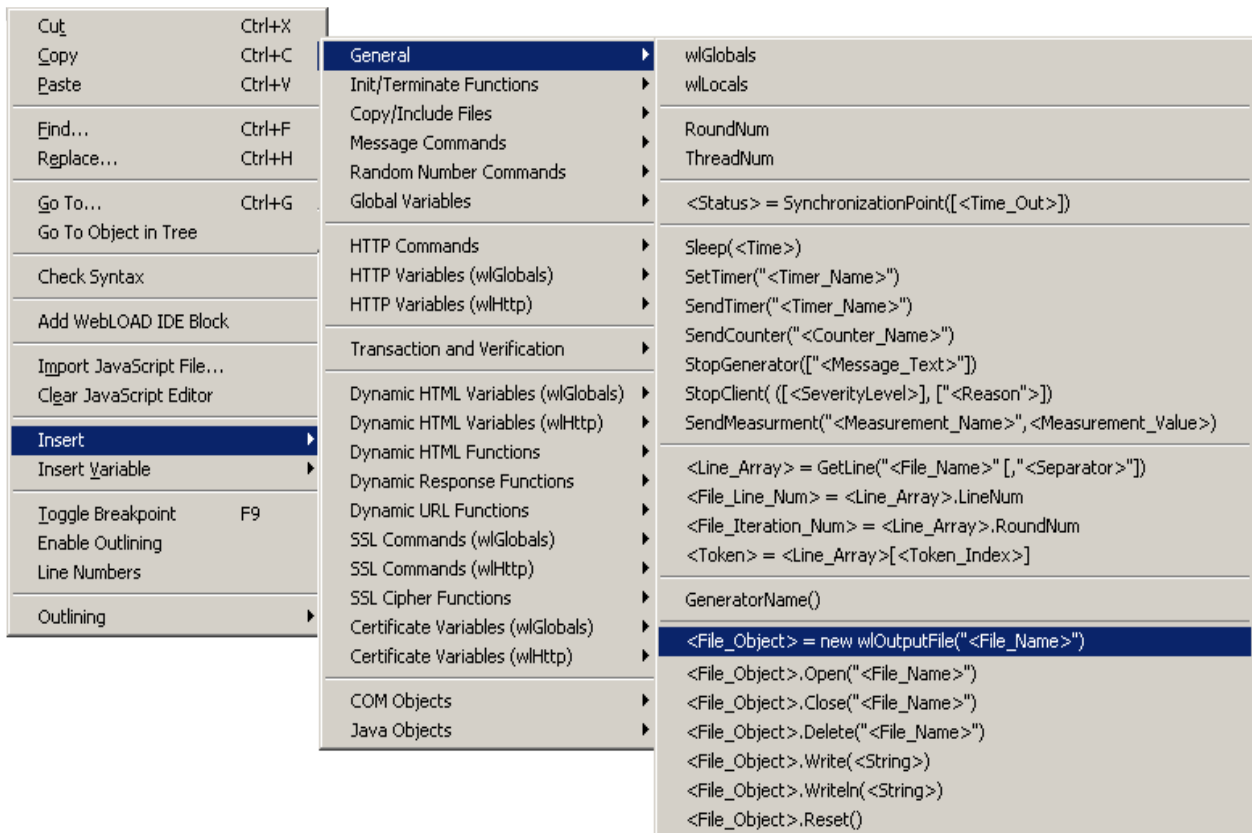 Cut Ctrl+X
Copy Ctrl+C
Paste Ctrl+V
Find... Ctrl+F
Replace... Ctrl+H
Go To... Ctrl+G
Go To Object in Tree
Check Syntax
Add WebLOAD IDE Block
Import JavaScript File...
Clear JavaScript Editor
Insert
Insert Variable
Toggle Breakpoint F9
Enable Outlining
Line Numbers
Outlining
General
Init/Terminate Functions
Copy/Include Files
Message Commands
Random Number Commands
Global Variables
HTTP Commands
HTTP Variables (wlGlobals)
HTTP Variables (wlHttp)
Transaction and Verification
Dynamic HTML Variables (wlGlobals)
Dynamic HTML Variables (wlHttp)
Dynamic HTML Functions
Dynamic Response Functions
Dynamic URL Functions
SSL Commands (wlGlobals)
SSL Commands (wlHttp)
SSL Cipher Functions
Certificate Variables (wlGlobals)
Certificate Variables (wlHttp)
COM Objects
Java Objects
wlGlobals
wlLocals
RoundNum
ThreadNum
<Status> = SynchronizationPoint([<Time_Out>])
Sleep(<Time>)
SetTimer("<Timer_Name>")
SendTimer("<Timer_Name>")
SendCounter("<Counter_Name>")
StopGenerator(["<Message_Text>"])
StopClient( ([<SeverityLevel>], ["<Reason">])
SendMeasurment("<Measurement_Name>",<Measurement_Value>)
<Line_Array> = GetLine("<File_Name>" [,"<Separator>"])
<File_Line_Num> = <Line_Array>.LineNum
<File_Iteration_Num> = <Line_Array>.RoundNum
<Token> = <Line_Array>[<Token_Index>]
GeneratorName()
<File_Object> = new wlOutputFile("<File_Name>")
<File_Object>.Open("<File_Name>")
<File_Object>.Close("<File_Name>")
<File_Object>.Delete("<File_Name>")
<File_Object>.Write(<String>)
<File_Object>.Writeln(<String>)
<File_Object>.Reset()